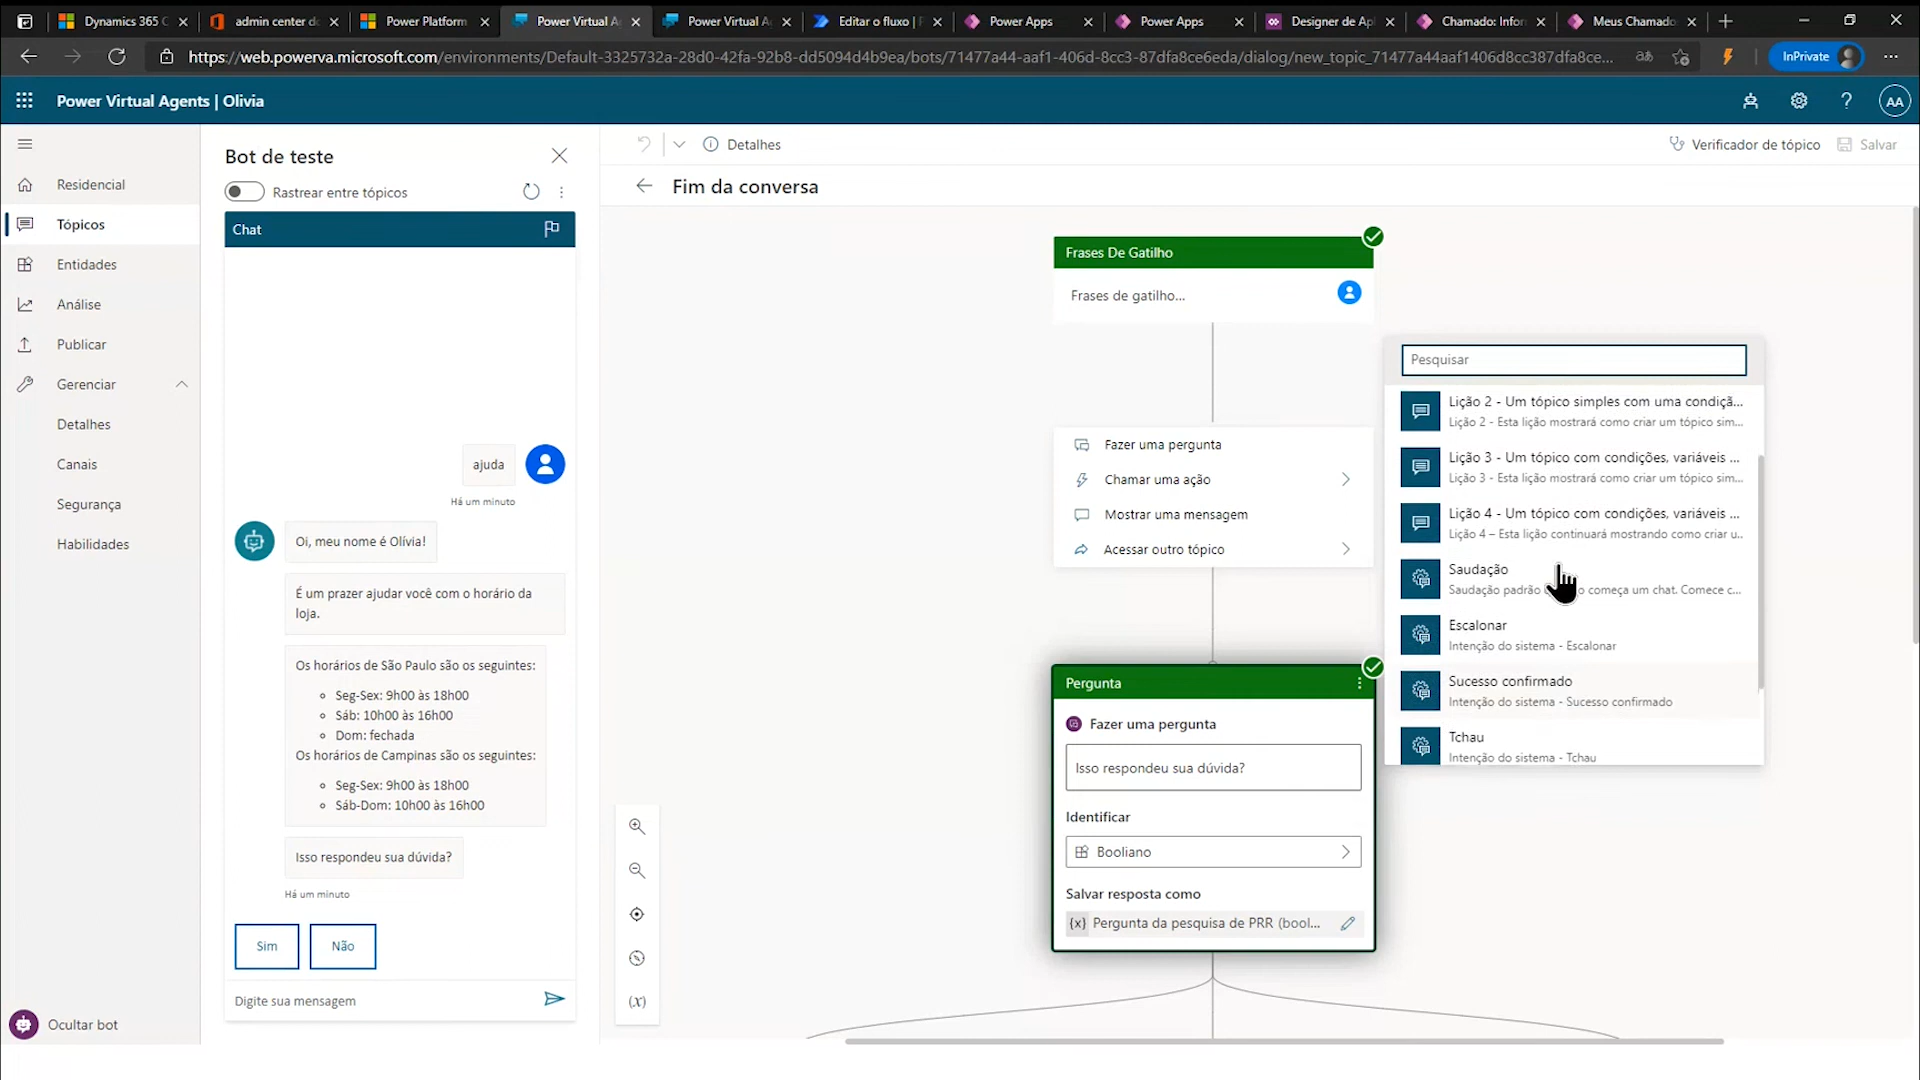 Dynamics 365 C
admin center do
Power Platform
Power Virtual A
Power Virtual A
Editar o fluxo | P
Power Apps
Power Apps
Designer de Apl
Chamado: Infor
Meus Chamado
https://web.powerva.microsoft.com/environments/Default-3325732a-28d0-42fa-92b8-dd5094d4b9ea/bots/71477a44-aaf1-406d-8cc3-87dfa8ce6eda/dialog/new_topic_71477a44aaf1406d8cc387dfa8ce...
InPrivate
Power Virtual Agents | Olivia
AA
Residencial
Tópicos
Entidades
Análise
Publicar
Gerenciar
Detalhes
Canais
Segurança
Habilidades
Ocultar bot
Bot de teste
Rastrear entre tópicos
Chat
ajuda
Há um minuto
Oi, meu nome é Olívia!
É um prazer ajudar você com o horário da
loja.
Os horários de São Paulo são os seguintes:
Seg-Sex: 9h00 às 18h00
Sáb: 10h00 às 16h00
Dom: fechada
Os horários de Campinas são os seguintes:
Seg-Sex: 9h00 às 18h00
Sáb-Dom: 10h00 às 16h00
Isso respondeu sua dúvida?
Há um minuto
Sim
Não
Digite sua mensagem
Detalhes
Verificador de tópico
Salvar
Fim da conversa
Frases De Gatilho
Frases de gatilho...
Fazer uma pergunta
Chamar uma ação
Mostrar uma mensagem
Acessar outro tópico
Pergunta
Fazer uma pergunta
Isso respondeu sua dúvida?
Identificar
Booliano
Salvar resposta como
{x} Pergunta da pesquisa de PRR (bool...
(x)
Pesquisar
Lição 2 - Um tópico simples com uma condiçã...
Lição 2 - Esta lição mostrará como criar um tópico sim...
Lição 3 - Um tópico com condições, variáveis ...
Lição 3 - Esta lição mostrará como criar um tópico sim...
Lição 4 - Um tópico com condições, variáveis ...
Lição 4 – Esta lição continuará mostrando como criar u...
Saudação
Saudação padrão começa um chat. Comece c...
Escalonar
Intenção do sistema - Escalonar
Sucesso confirmado
Intenção do sistema - Sucesso confirmado
Tchau
Intenção do sistema - Tchau